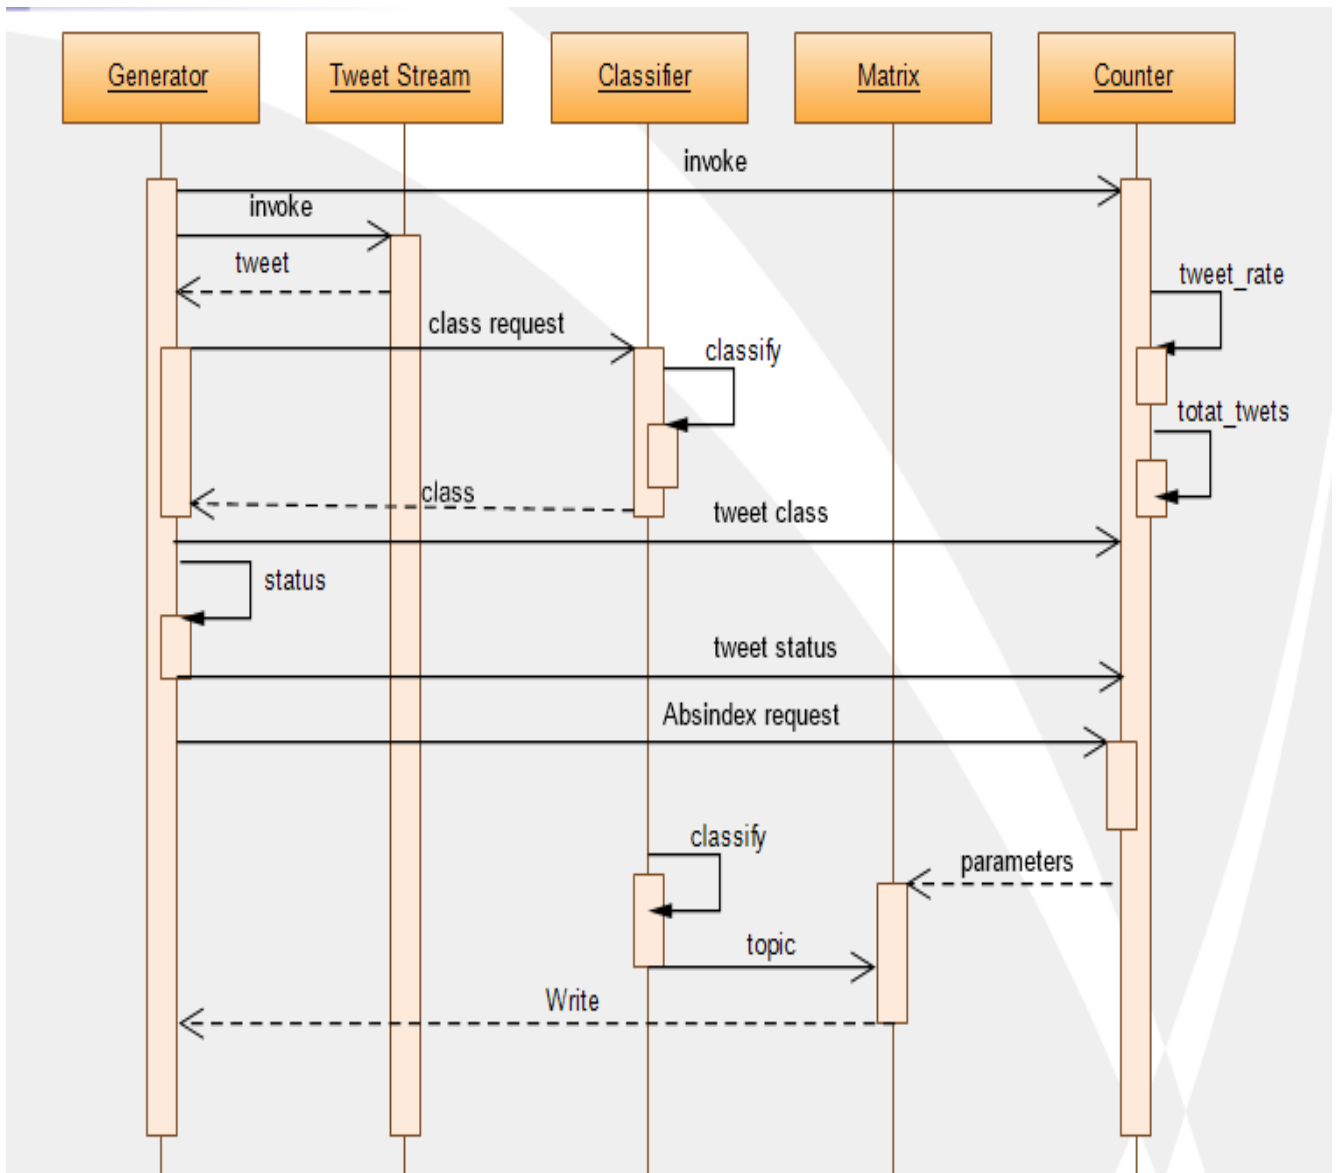 Generator
Tweet Stream
Classifier
Matrix
Counter
invoke
invoke
tweet
tweet_rate
class request
classify
totat_twets
class
tweet class
status
tweet status
Absindex request
classify
parameters
topic
Write